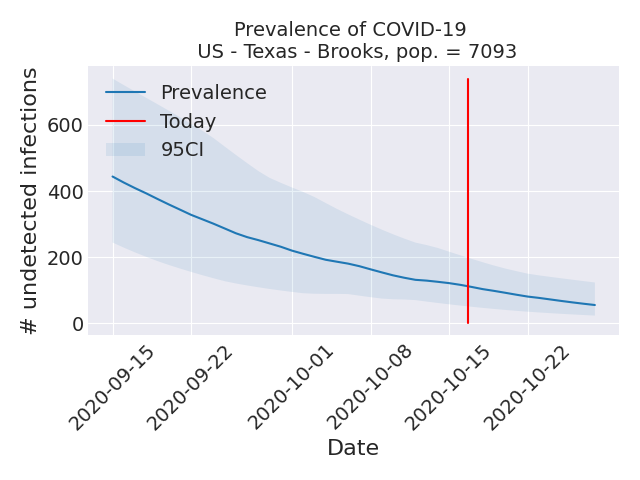 Prevalence of COVID-19
US - Texas - Brooks, pop. = 7093
# undetected infections
600
400
200
0
Prevalence
Today
95CI
2020-09-15
2020-09-22
2020-10-01
2020-10-08
2020-10-15
2020-10-22
Date